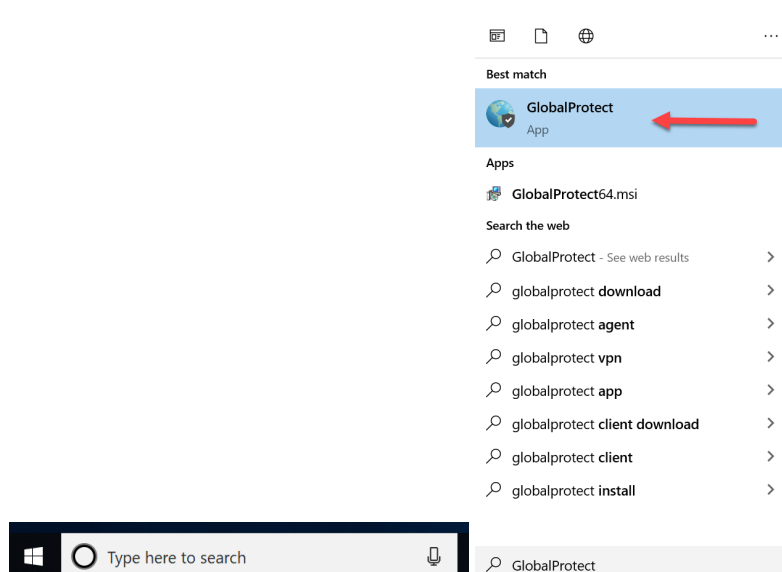 ...
Best match
GlobalProtect
App
Apps
GlobalProtect64.msi
Search the web
GlobalProtect - See web results
globalprotect download
globalprotect agent
globalprotect vpn
globalprotect app
globalprotect client download
globalprotect client
globalprotect install
Type here to search
GlobalProtect